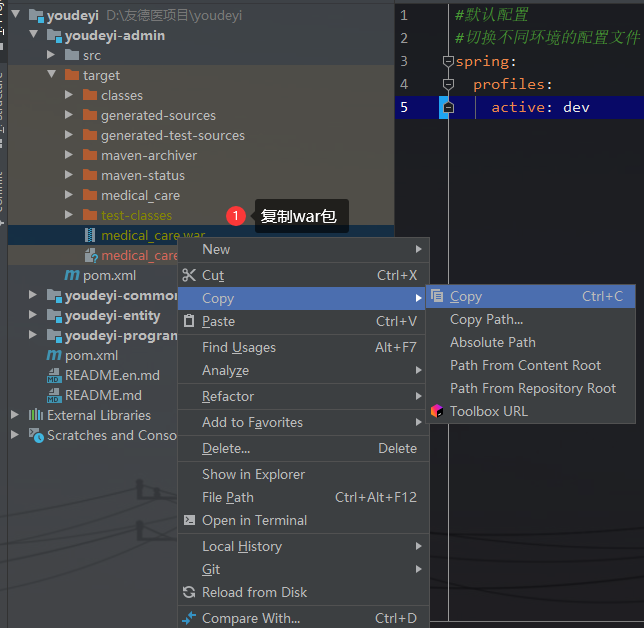 youdeyi D:\友德医项目\youdeyi
youdeyi-admin
src
target
classes
generated-sources
generated-test-sources
maven-archiver
maven-status
medical_care
test-classes
medical_care.war
medical_care
pom.xml
youdeyi-common
youdeyi-entity
youdeyi-program
pom.xml
README.en.md
README.md
External Libraries
Scratches and Conso
1 复制war包
1 #默认配置
2 #切换不同环境的配置文件
3 spring:
4 profiles:
5 active: dev
New
Cut Ctrl+X
Copy
Paste Ctrl+V
Find Usages Alt+F7
Analyze
Refactor
Add to Favorites
Delete... Delete
Show in Explorer
File Path Ctrl+Alt+F12
Open in Terminal
Local History
Git
Reload from Disk
Compare With... Ctrl+D
Copy Ctrl+C
Copy Path...
Absolute Path
Path From Content Root
Path From Repository Root
Toolbox URL